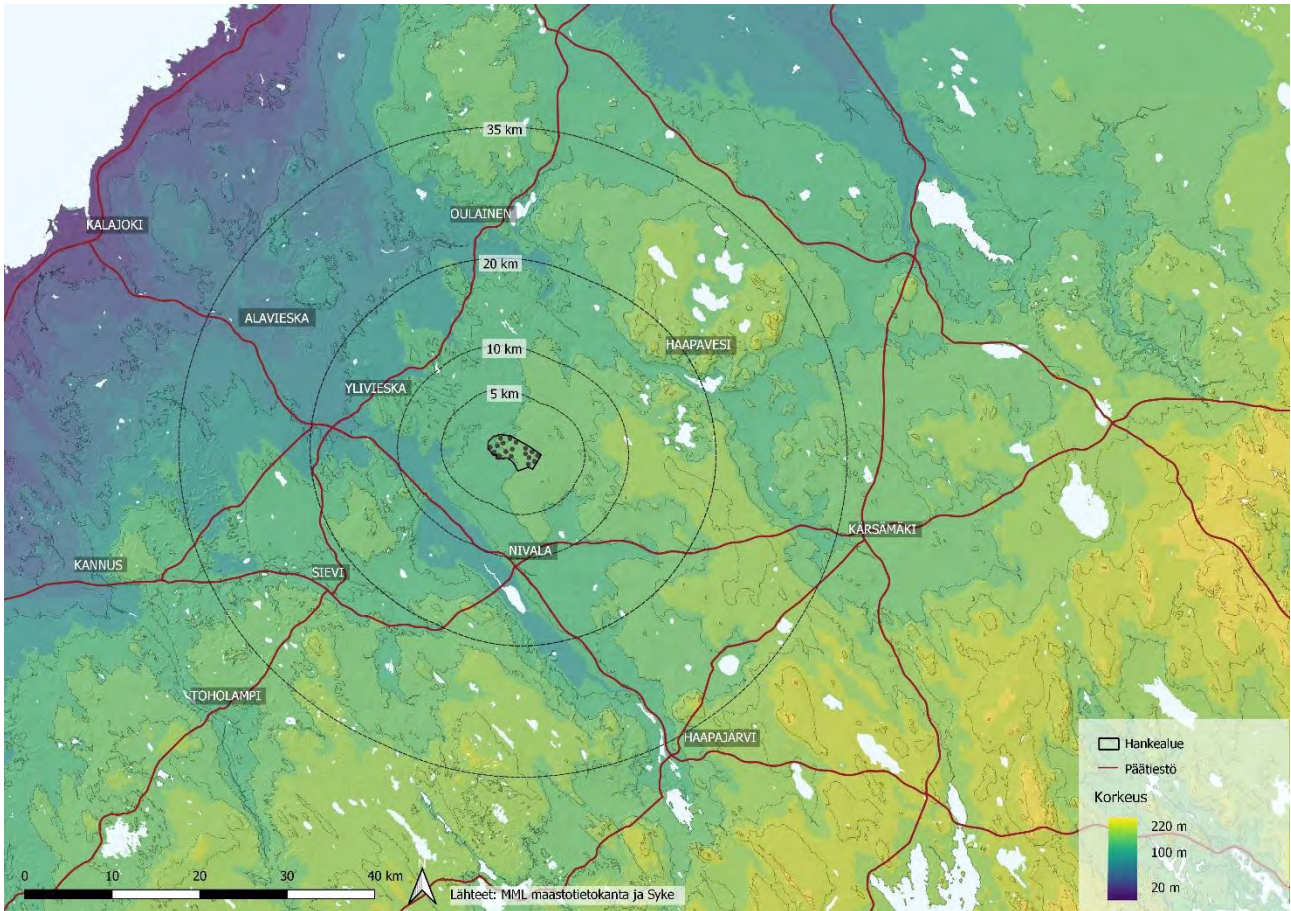 35 km
OULAINEN
KALAJOKI
20 km
ALAVIESKA
HAAPAVESI
10 km
YLIVIESKA
5 km
KÄRSÄMÄKI
NIVALA
KANNUS
SIEVI
TOHOLAMPI
HAAPAJÄRVI
Hankealue
Päätiestö
Korkeus
220 m
100 m
20 m
0 10 20 30 40 km
Lähteet: MML maastotietokanta ja Syke